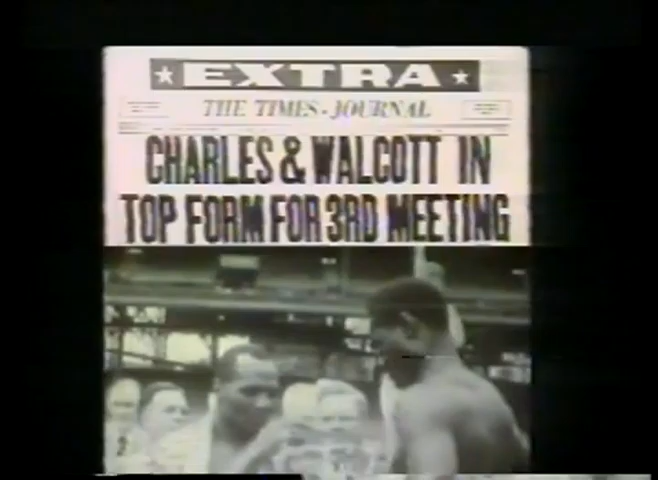 EXTRA
THE TIMES-JOURNAL
CHARLES & WALCOTT IN
TOP FORM FOR 3RD MEETING